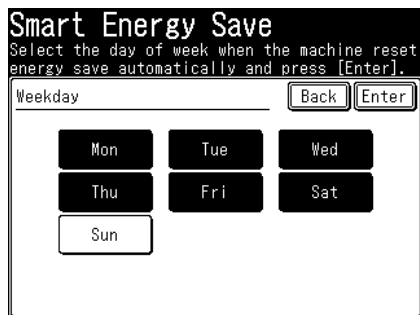 Smart Energy Save
Select the day of week when the machine reset
energy save automatically and press [Enter].
Weekday Back Enter
Mon Tue Wed
Thu Fri Sat
Sun